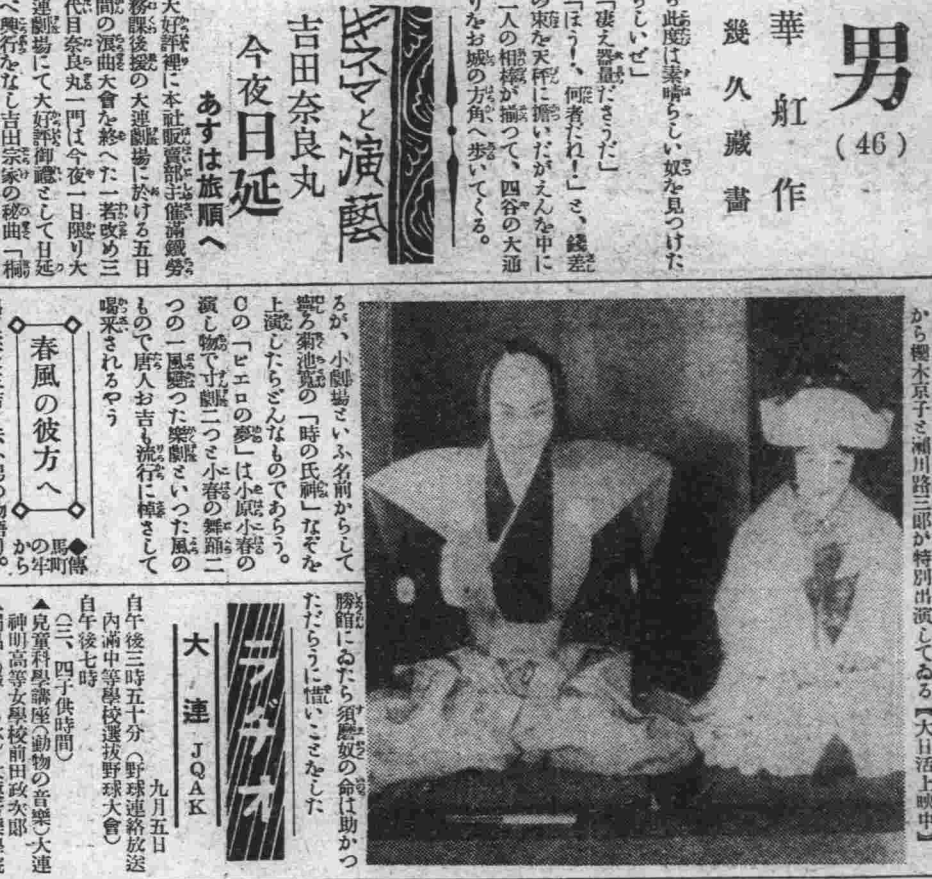 男
(46)
華舡作
幾久藏畫
ら此度は素晴らしい奴を見つけた
らしいぜ」
「凄え器量ださうだ」
「ほう！、何者だね！」と、錢差
の束を天秤に擔いだがえんを中に
二人の相棒が揃つて、四谷の大通
りをお城の方角へ歩いてくる。
キネマと演藝
吉田奈良丸
今夜日延
あすは旅順へ
大好評裡に本社販賣部主催滿鐵勞
務課後援の大連劇場に於ける五日
間の浪曲大會を終へた一若改め三
代目奈良丸一門は今夜一日限り大
連劇場にて大好評御禮として日延
へ興行をなし吉田宗家の秘曲「桐
から櫻木京子と瀬川路三郎が特別出演してゐる【大日活上映中】
るが、小劇場といふ名前からして
寧ろ菊池寛の「時の氏神」なぞを
上演したらどんなものであらう。
Cの「ピエロの夢」は小原小春の
演し物で寸劇二つと小春の舞踊二
つの一風變つた樂劇といつた風の
もので唐人お吉も流行に棹さして
喝采されるやう
春風の彼方へ
◆傳
馬町
の牢
から
勝館にゐたら須磨奴の命は助かつ
ただらうに惜いことをした
ラヂオ
大連 JQAK
九月五日
自午後三時五十分（野球連絡放送
内滿中等學校選拔野球大會）
自午後七時
（三、四子供時間）
▲兒童科學講座（動物の音樂）大連
神明高等女學校前田政次郎